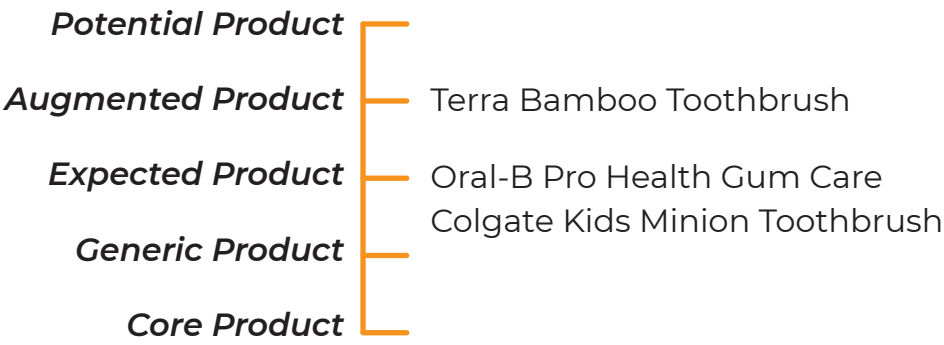 Potential Product
Augmented Product
Terra Bamboo Toothbrush
Expected Product
Oral-B Pro Health Gum Care
Colgate Kids Minion Toothbrush
Generic Product
Core Product